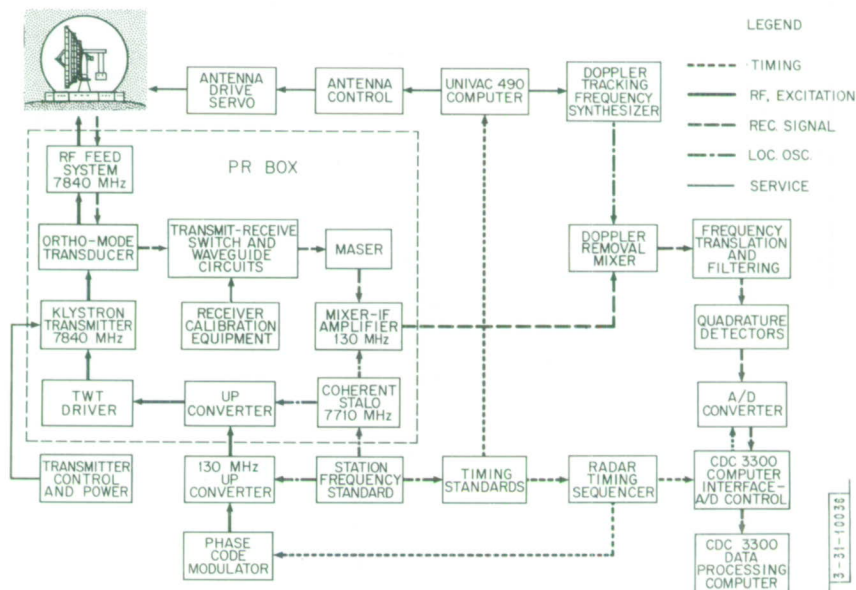 LEGEND
TIMING
RF, EXCITATION
REC. SIGNAL
LOC. OSC.
SERVICE
ANTENNA
DRIVE
SERVO
ANTENNA
CONTROL
UNIVAC 490
COMPUTER
DOPPLER
TRACKING
FREQUENCY
SYNTHESIZER
PR BOX
RF FEED
SYSTEM
7840 MHz
ORTHO-MODE
TRANSDUCER
TRANSMIT-RECEIVE
SWITCH AND
WAVEGUIDE
CIRCUITS
MASER
DOPPLER
REMOVAL
MIXER
FREQUENCY
TRANSLATION
AND
FILTERING
KLYSTRON
TRANSMITTER
7840 MHz
RECEIVER
CALIBRATION
EQUIPMENT
MIXER-IF
AMPLIFIER
130 MHz
QUADRATURE
DETECTORS
TWT
DRIVER
UP
CONVERTER
COHERENT
STALO
7710 MHz
A/D
CONVERTER
TRANSMITTER
CONTROL
AND POWER
130 MHz
UP
CONVERTER
STATION
FREQUENCY
STANDARD
TIMING
STANDARDS
RADAR
TIMING
SEQUENCER
CDC 3300
COMPUTER
INTERFACE-
A/D CONTROL
PHASE
CODE
MODULATOR
CDC 3300
DATA
PROCESSING
COMPUTER
3-31-10036